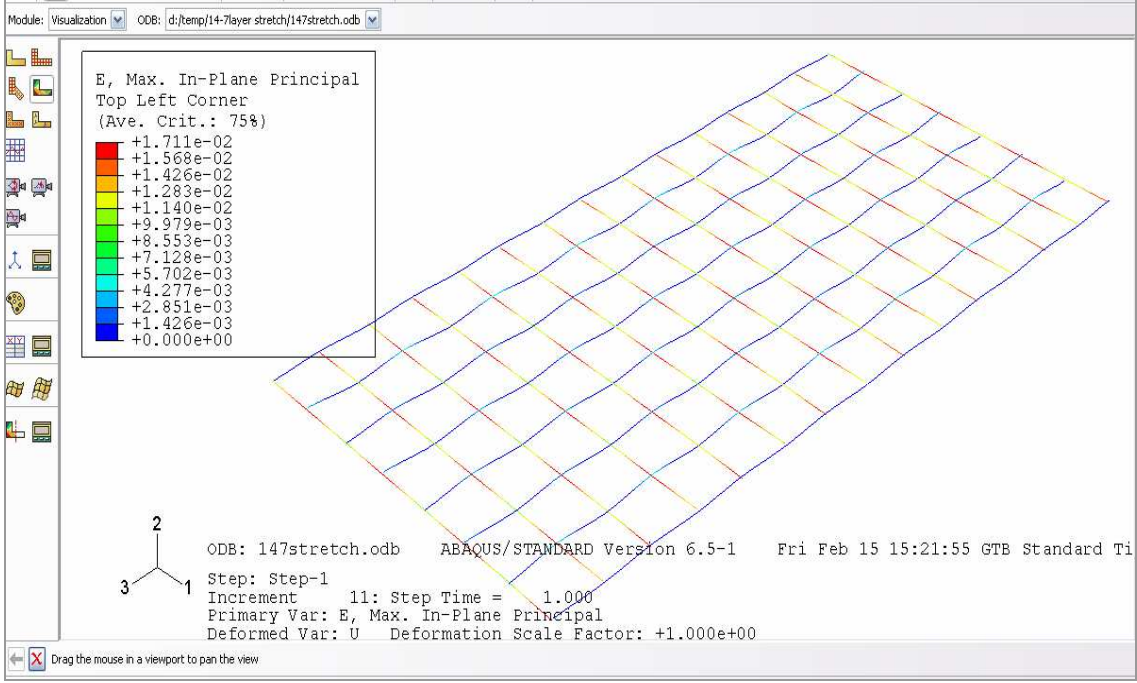 Module: Visualization ODB: d:/temp/14-7layer stretch/147stretch.odb
E, Max. In-Plane Principal
Top Left Corner
(Ave. Crit.: 75%)
+1.711e-02
+1.568e-02
+1.426e-02
+1.283e-02
+1.140e-02
+9.979e-03
+8.553e-03
+7.128e-03
+5.702e-03
+4.277e-03
+2.851e-03
+1.426e-03
+0.000e+00
2
3 1
ODB: 147stretch.odb ABAQUS/STANDARD Version 6.5-1 Fri Feb 15 15:21:55 GTB Standard Ti
Step: Step-1
Increment 11: Step Time = 1.000
Primary Var: E, Max. In-Plane Principal
Deformed Var: U Deformation Scale Factor: +1.000e+00
Drag the mouse in a viewport to pan the view